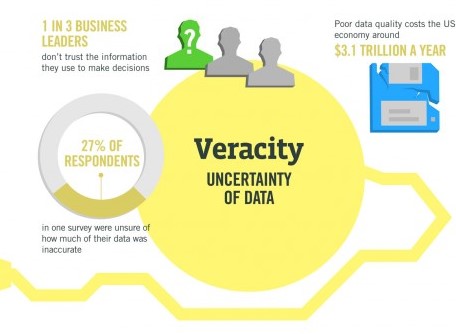 1 IN 3 BUSINESS
LEADERS
don't trust the information
they use to make decisions
?
Poor data quality costs the US
economy around
$3.1 TRILLION A YEAR
27% OF
RESPONDENTS
in one survey were unsure of
how much of their data was
inaccurate
Veracity
UNCERTAINTY
OF DATA